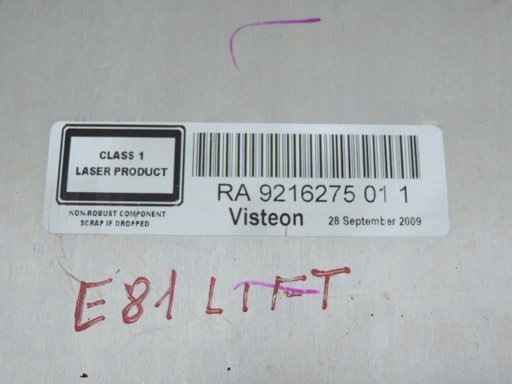 CLASS 1
LASER PRODUCT
NON-ROBUST COMPONENT
SCRAP IF DROPPED
RA 9216275 01 1
Visteon 28 September 2009
E81 LIFT